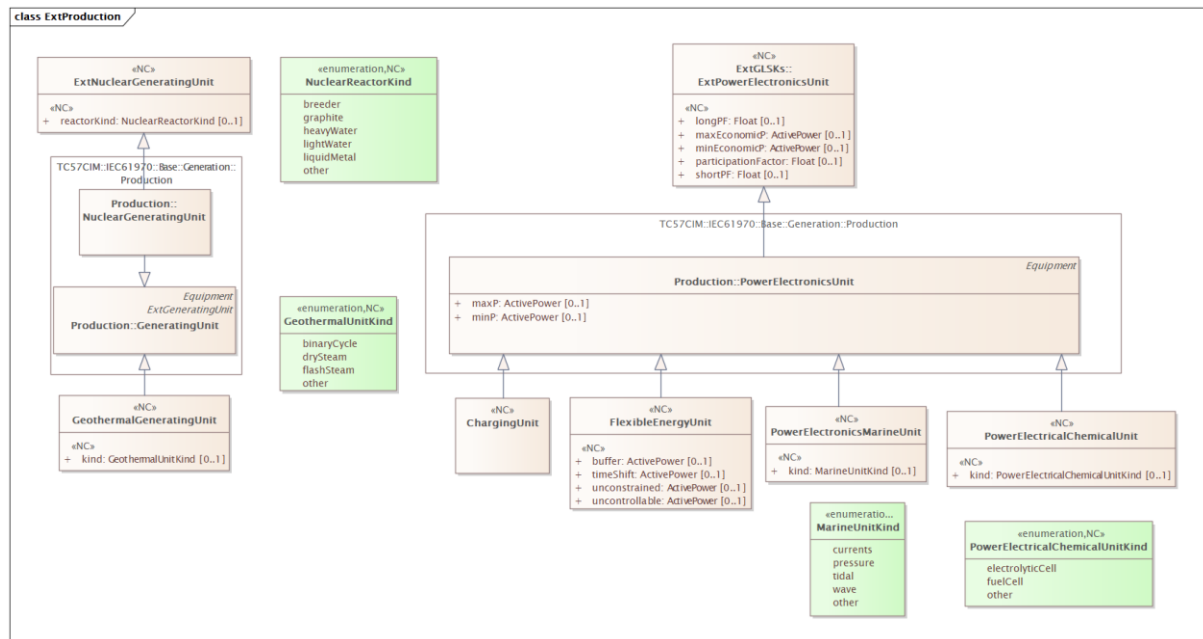 class ExtProduction
«NC»
ExtNuclearGeneratingUnit
«NC»
+ reactorKind: NuclearReactorKind [0..1]
TC57CIM::IEC61970::Base::Generation::
Production
Production::
NuclearGeneratingUnit
Equipment
ExtGeneratingUnit
Production::GeneratingUnit
«NC»
GeothermalGeneratingUnit
«NC»
+ kind: GeothermalUnitKind [0..1]
«enumeration,NC»
NuclearReactorKind
breeder
graphite
heavyWater
lightWater
liquidMetal
other
«enumeration,NC»
GeothermalUnitKind
binaryCycle
drySteam
flashSteam
other
«NC»
ExtGLSKs::
ExtPowerElectronicsUnit
«NC»
+ longPF: Float [0..1]
+ maxEconomicP: ActivePower [0..1]
+ minEconomicP: ActivePower [0..1]
+ participationFactor: Float [0..1]
+ shortPF: Float [0..1]
TC57CIM::IEC61970::Base::Generation::Production
Equipment
Production::PowerElectronicsUnit
+ maxP: ActivePower [0..1]
+ minP: ActivePower [0..1]
«NC»
ChargingUnit
«NC»
FlexibleEnergyUnit
«NC»
+ buffer: ActivePower [0..1]
+ timeShift: ActivePower [0..1]
+ unconstrained: ActivePower [0..1]
+ uncontrollable: ActivePower [0..1]
«NC»
PowerElectronicsMarineUnit
«NC»
+ kind: MarineUnitKind [0..1]
«NC»
PowerElectricalChemicalUnit
«NC»
+ kind: PowerElectricalChemicalUnitKind [0..1]
«enumeratio...
MarineUnitKind
currents
pressure
tidal
wave
other
«enumeration,NC»
PowerElectricalChemicalUnitKind
electrolyticCell
fuelCell
other